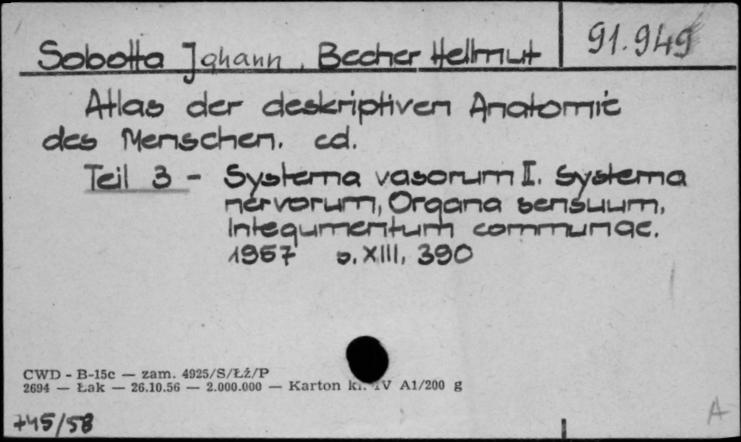 Sobotta Johann, Becher Hellmut 91.949
Atlas der deskriptiven Anatomie
des Menschen. cd.
Teil 3 - Systema vasorum II. Systema
nervorum, Organa sensuum,
Integumentum communae.
1957 s. XIII, 390
CWD - B-15c — zam. 4925/S/Łż/P
2694 — Łak — 26.10.56 — 2.000.000 — Karton kl. IV A1/200 g
745/58
A